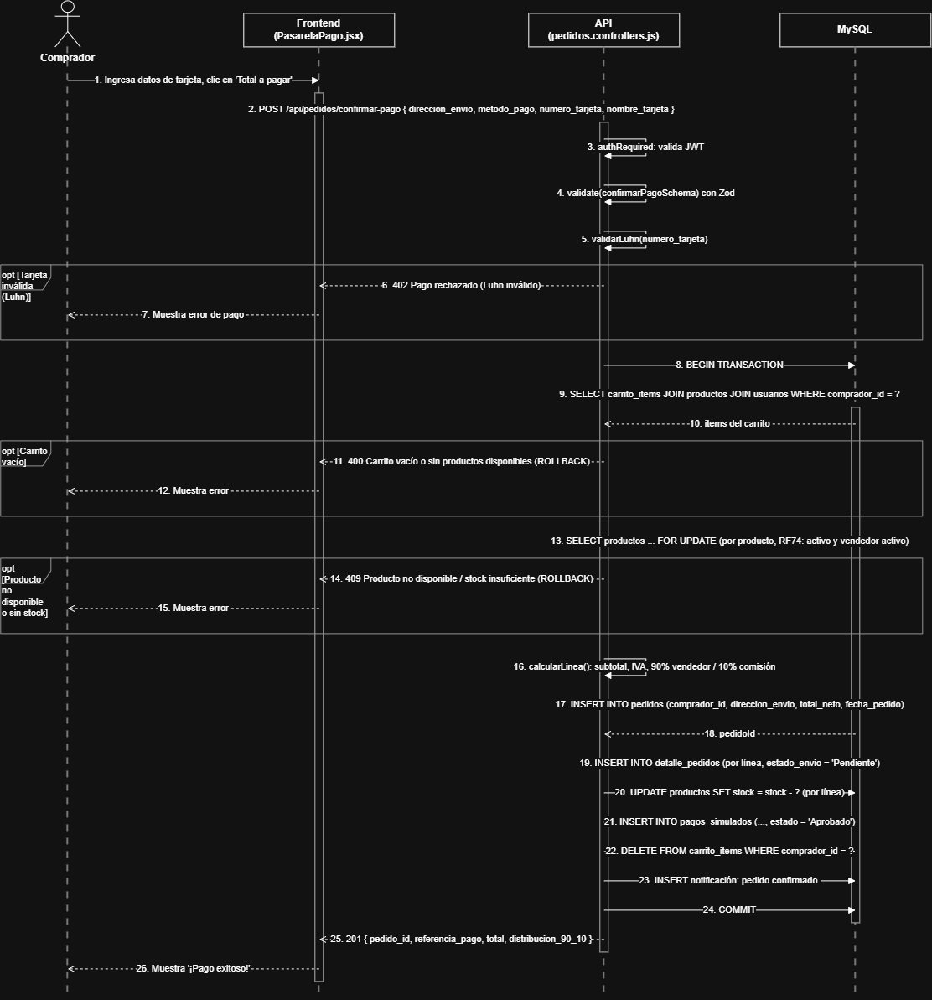 Comprador
Frontend
(PasarelaPago.jsx)
API
(pedidos.controllers.js)
MySQL
1. Ingresa datos de tarjeta, clic en 'Total a pagar'
2. POST /api/pedidos/confirmar-pago { direccion_envio, metodo_pago, numero_tarjeta, nombre_tarjeta }
3. authRequired: valida JWT
4. validate(confirmarPagoSchema) con Zod
5. validarLuhn(numero_tarjeta)
opt [Tarjeta
inválida
(Luhn)]
6. 402 Pago rechazado (Luhn inválido)
7. Muestra error de pago
8. BEGIN TRANSACTION
9. SELECT carrito_items JOIN productos JOIN usuarios WHERE comprador_id = ?
10. items del carrito
opt [Carrito
vacío]
11. 400 Carrito vacío o sin productos disponibles (ROLLBACK)
12. Muestra error
13. SELECT productos ... FOR UPDATE (por producto, RF74: activo y vendedor activo)
opt
[Producto
no
disponible
o sin stock]
14. 409 Producto no disponible / stock insuficiente (ROLLBACK)
15. Muestra error
16. calcularLinea(): subtotal, IVA, 90% vendedor / 10% comisión
17. INSERT INTO pedidos (comprador_id, direccion_envio, total_neto, fecha_pedido)
18. pedidoId
19. INSERT INTO detalle_pedidos (por línea, estado_envio = 'Pendiente')
20. UPDATE productos SET stock = stock - ? (por línea)
21. INSERT INTO pagos_simulados (..., estado = 'Aprobado')
22. DELETE FROM carrito_items WHERE comprador_id = ?
23. INSERT notificación: pedido confirmado
24. COMMIT
25. 201 { pedido_id, referencia_pago, total, distribucion_90_10 }
26. Muestra '¡Pago exitoso!'